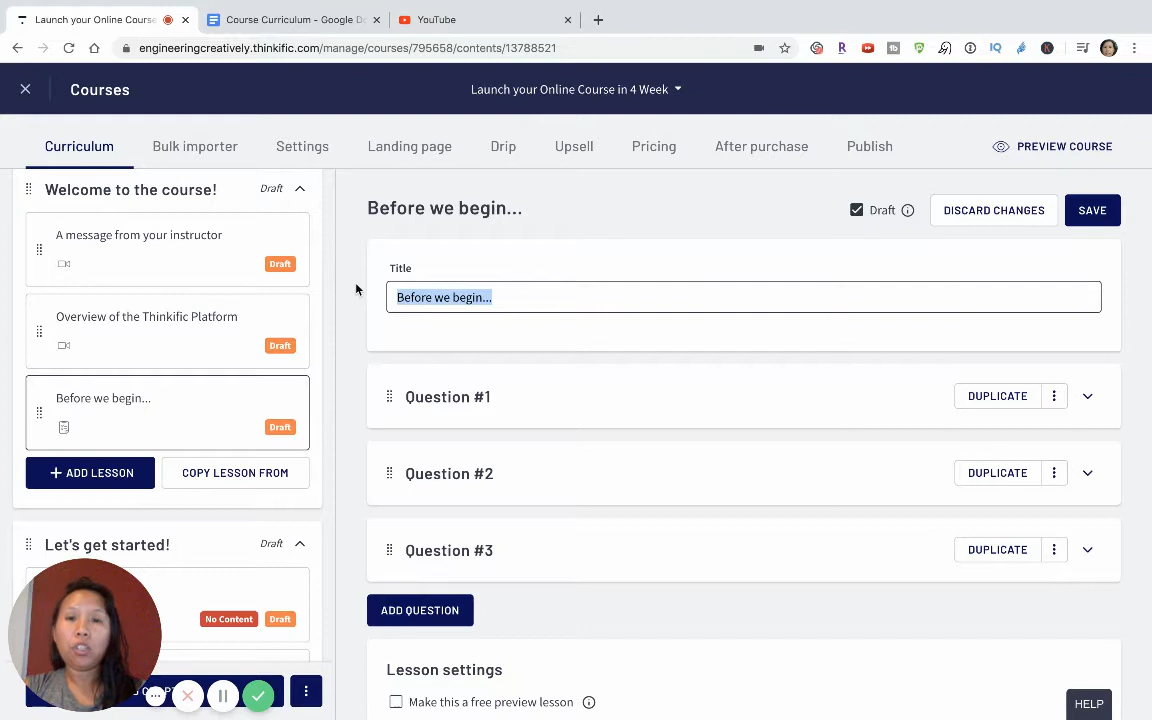 Launch your Online Course
Course Curriculum - Google Do
YouTube
engineeringcreatively.thinkific.com/manage/courses/795658/contents/13788521
Courses
Launch your Online Course in 4 Week
Curriculum
Bulk importer
Settings
Landing page
Drip
Upsell
Pricing
After purchase
Publish
PREVIEW COURSE
Welcome to the course!
Draft
A message from your instructor
Draft
Overview of the Thinkific Platform
Draft
Before we begin...
Draft
+ ADD LESSON
COPY LESSON FROM
Let's get started!
Draft
No Content
Draft
Before we begin...
Draft
DISCARD CHANGES
SAVE
Title
Before we begin...
Question #1
DUPLICATE
Question #2
DUPLICATE
Question #3
DUPLICATE
ADD QUESTION
Lesson settings
Make this a free preview lesson
HELP